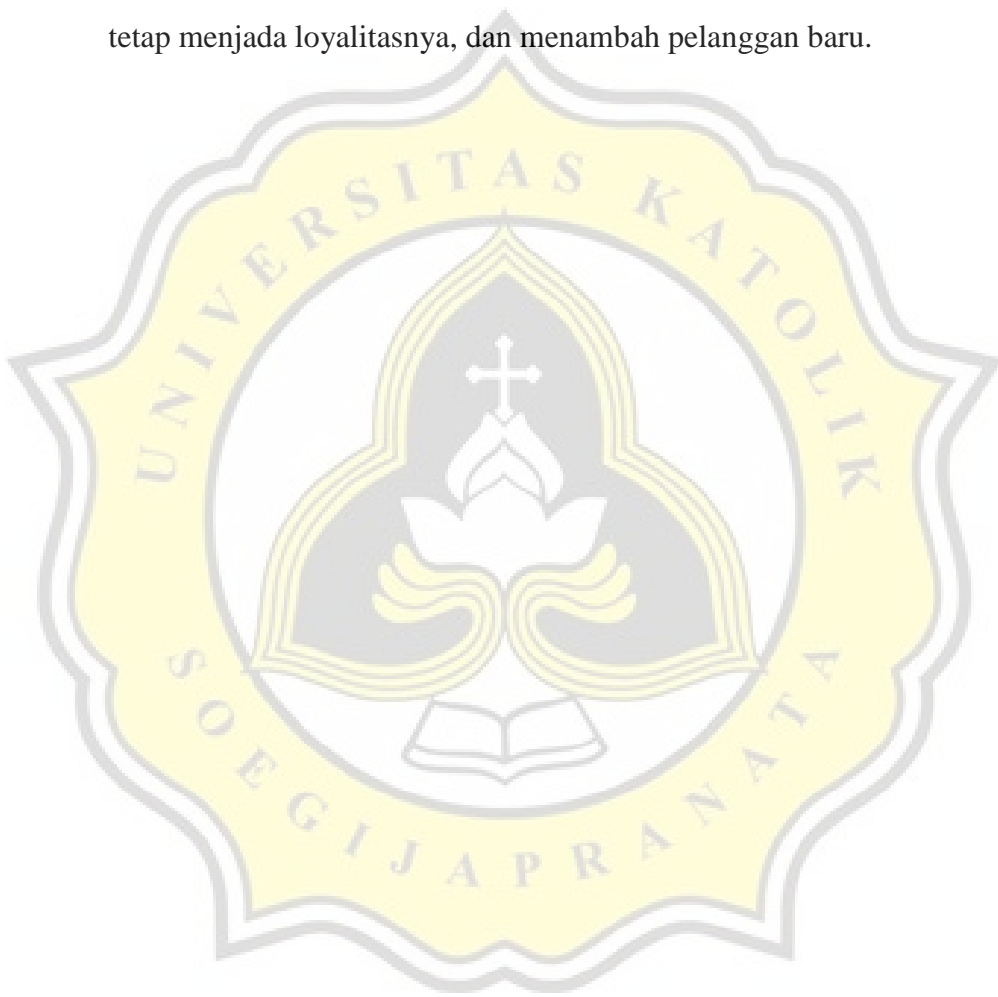 tetap menjada loyalitasnya, dan menambah pelanggan baru.
UNIVERSITAS KATOLIK
SOEGIJAPRANATA